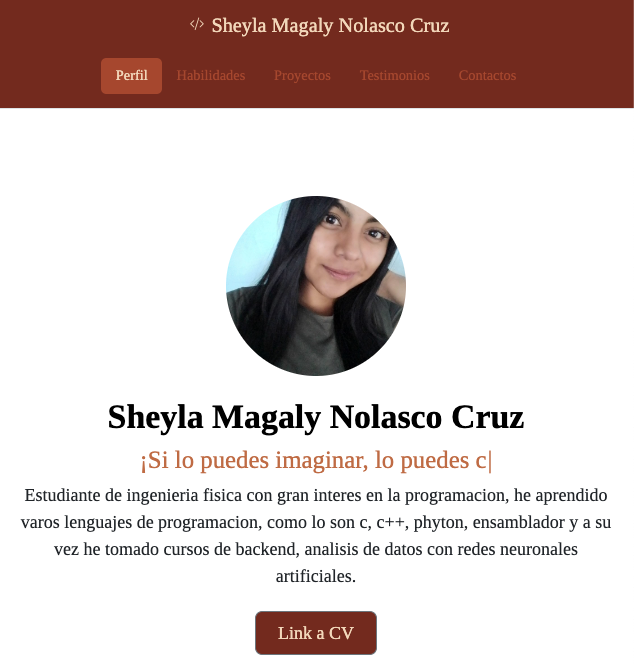 </> Sheyla Magaly Nolasco Cruz
Perfil Habilidades Proyectos Testimonios Contactos
Sheyla Magaly Nolasco Cruz
¡Si lo puedes imaginar, lo puedes c|
Estudiante de ingenieria fisica con gran interes en la programacion, he aprendido
varos lenguajes de programacion, como lo son c, c++, phyton, ensamblador y a su
vez he tomado cursos de backend, analisis de datos con redes neuronales
artificiales.
Link a CV